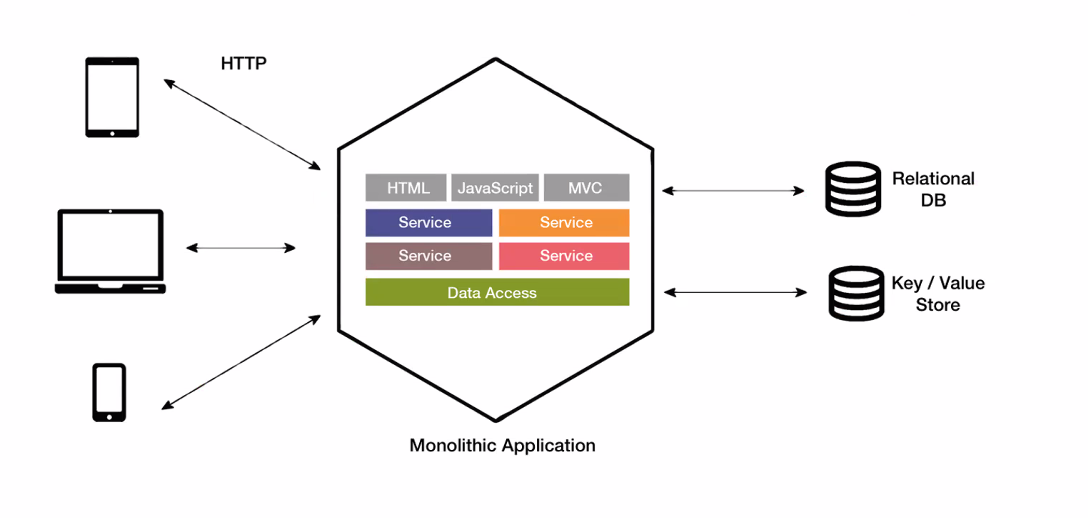 HTTP
HTML JavaScript MVC
Service Service
Service Service
Data Access
Relational
DB
Key / Value
Store
Monolithic Application